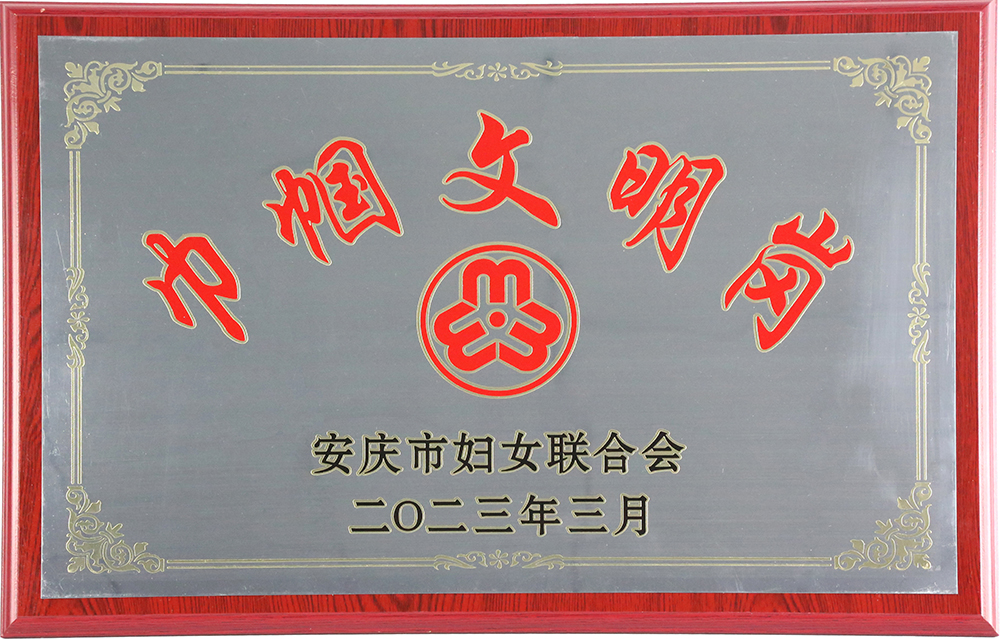 巾帼文明岗
安庆市妇女联合会
二〇二三年三月